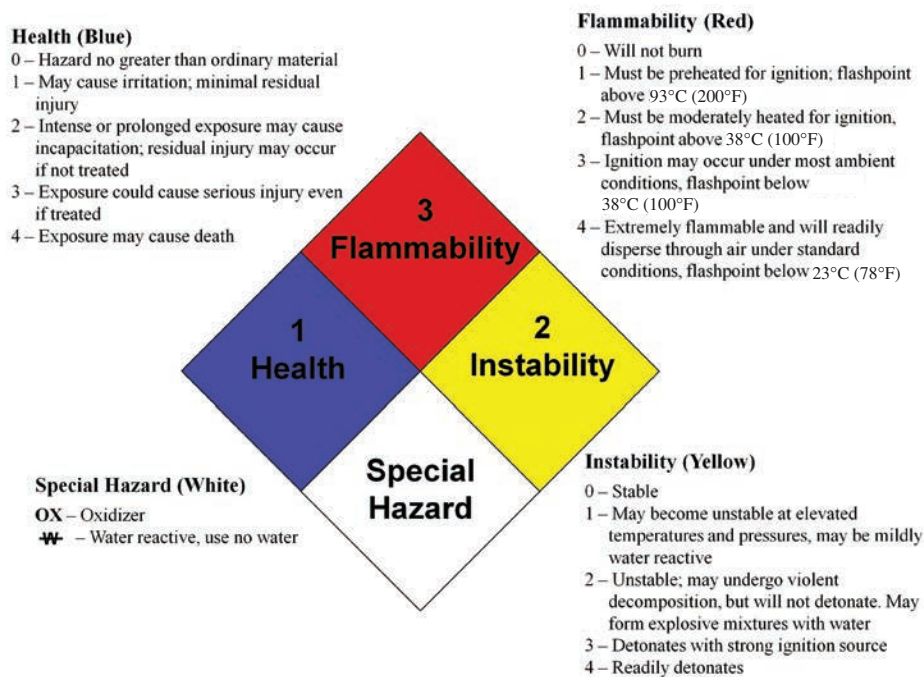 Health (Blue)
0 – Hazard no greater than ordinary material
1 – May cause irritation; minimal residual
injury
2 – Intense or prolonged exposure may cause
incapacitation; residual injury may occur
if not treated
3 – Exposure could cause serious injury even
if treated
4 – Exposure may cause death
Flammability (Red)
0 – Will not burn
1 – Must be preheated for ignition; flashpoint
above 93°C (200°F)
2 – Must be moderately heated for ignition,
flashpoint above 38°C (100°F)
3 – Ignition may occur under most ambient
conditions, flashpoint below
38°C (100°F)
4 – Extremely flammable and will readily
disperse through air under standard
conditions, flashpoint below 23°C (78°F)
3
Flammability
1
Health
2
Instability
Special
Hazard
Special Hazard (White)
OX – Oxidizer
W – Water reactive, use no water
Instability (Yellow)
0 – Stable
1 – May become unstable at elevated
temperatures and pressures, may be mildly
water reactive
2 – Unstable; may undergo violent
decomposition, but will not detonate. May
form explosive mixtures with water
3 – Detonates with strong ignition source
4 – Readily detonates